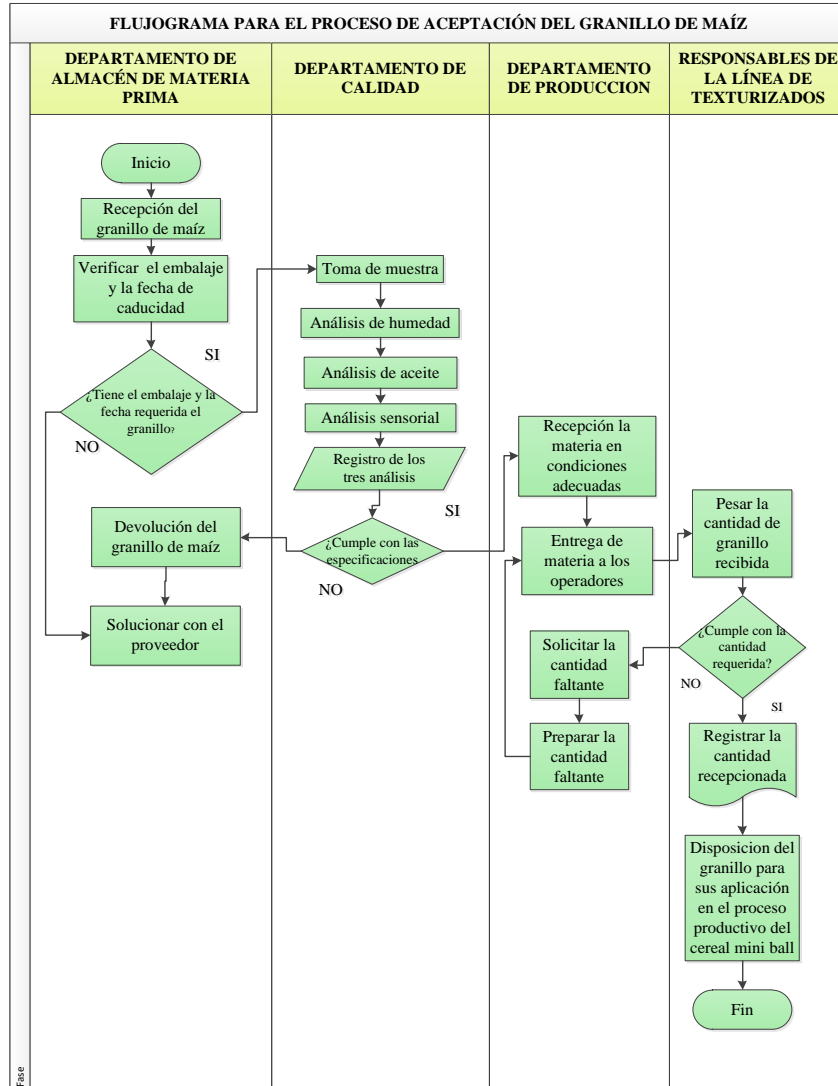 FLUJOGRAMA PARA EL PROCESO DE ACEPTACIÓN DEL GRANILLO DE MAÍZ
DEPARTAMENTO DE
ALMACÉN DE MATERIA
PRIMA
DEPARTAMENTO DE
CALIDAD
DEPARTAMENTO
DE PRODUCCION
RESPONSABLES DE
LA LÍNEA DE
TEXTURIZADOS
Inicio
Recepción del
granillo de maíz
Verificar el embalaje
y la fecha de
caducidad
SI
¿Tiene el embalaje y la
fecha requerida el
granillo?
NO
Devolución del
granillo de maíz
Solucionar con el
proveedor
Toma de muestra
Análisis de humedad
Análisis de aceite
Análisis sensorial
Registro de los
tres análisis
SI
¿Cumple con las
especificaciones
NO
Recepción la
materia en
condiciones
adecuadas
Entrega de
materia a los
operadores
Solicitar la
cantidad
faltante
Preparar la
cantidad
faltante
Pesar la
cantidad de
granillo
recibida
¿Cumple con la
cantidad
requerida?
NO
SI
Registrar la
cantidad
recepcionada
Disposicion del
granillo para
sus aplicación
en el proceso
productivo del
cereal mini ball
Fin
Fase